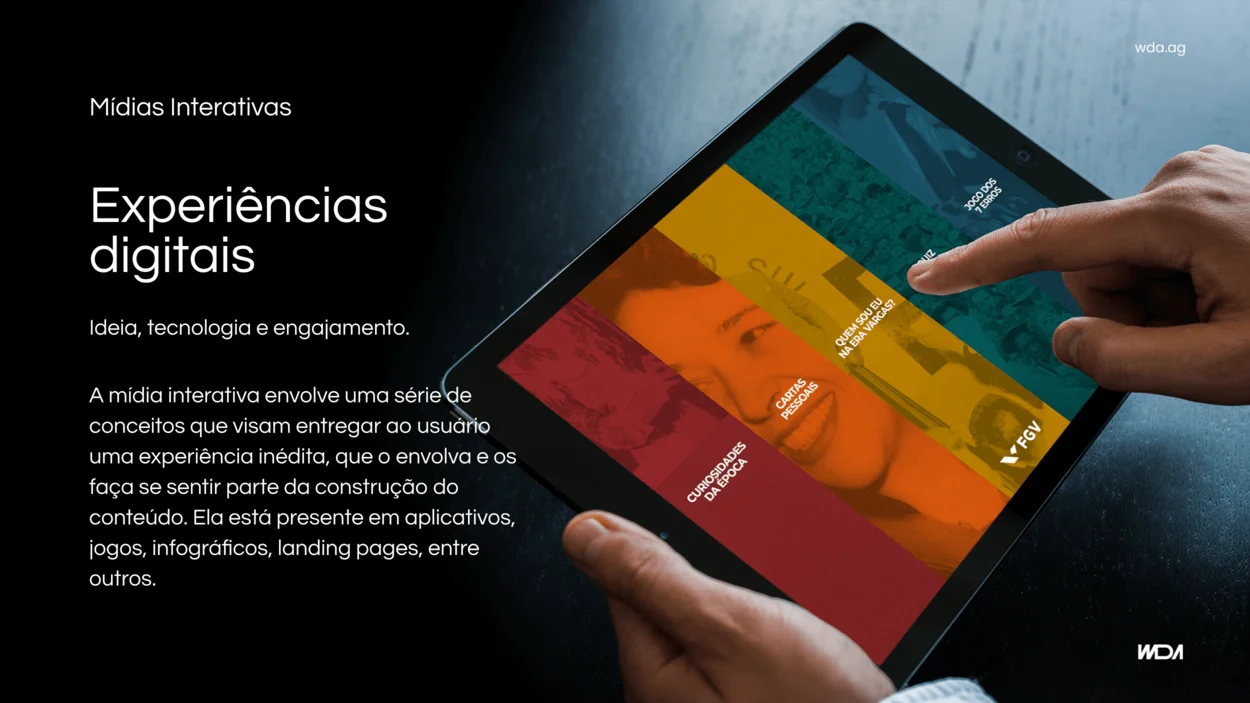 wda.ag
Mídias Interativas
Experiências
digitais
Ideia, tecnologia e engajamento.
A mídia interativa envolve uma série de
conceitos que visam entregar ao usuário
uma experiência inédita, que o envolva e os
faça se sentir parte da construção do
conteúdo. Ela está presente em aplicativos,
jogos, infográficos, landing pages, entre
outros.
JOGO DOS
7 ERROS
QUEM SOU EU
NA ERA VARGAS?
CARTAS
PESSOAIS
CURIOSIDADES
DA ÉPOCA
FGV
WDA